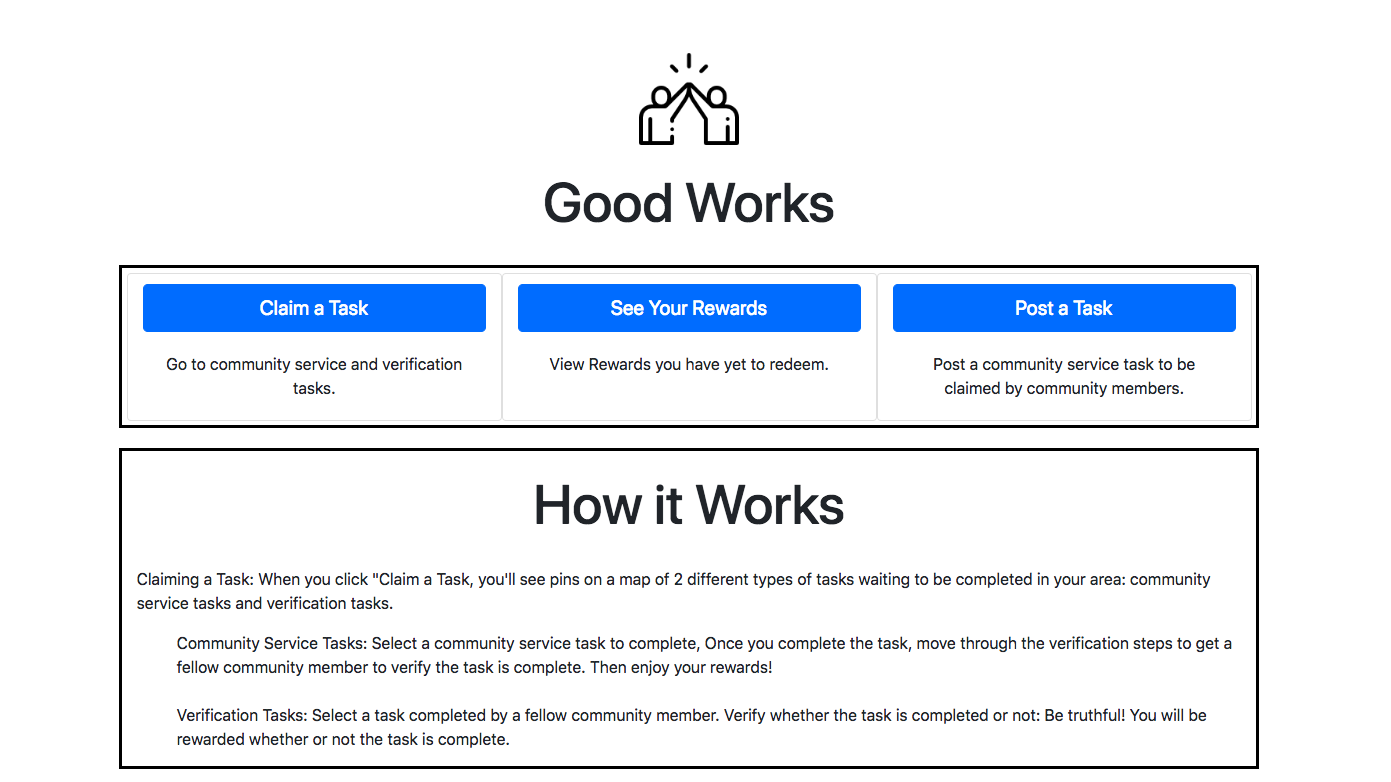 Good Works
Claim a Task
Go to community service and verification
tasks.
See Your Rewards
View Rewards you have yet to redeem.
Post a Task
Post a community service task to be
claimed by community members.
How it Works
Claiming a Task: When you click "Claim a Task, you'll see pins on a map of 2 different types of tasks waiting to be completed in your area: community
service tasks and verification tasks.
Community Service Tasks: Select a community service task to complete, Once you complete the task, move through the verification steps to get a
fellow community member to verify the task is complete. Then enjoy your rewards!
Verification Tasks: Select a task completed by a fellow community member. Verify whether the task is completed or not: Be truthful! You will be
rewarded whether or not the task is complete.